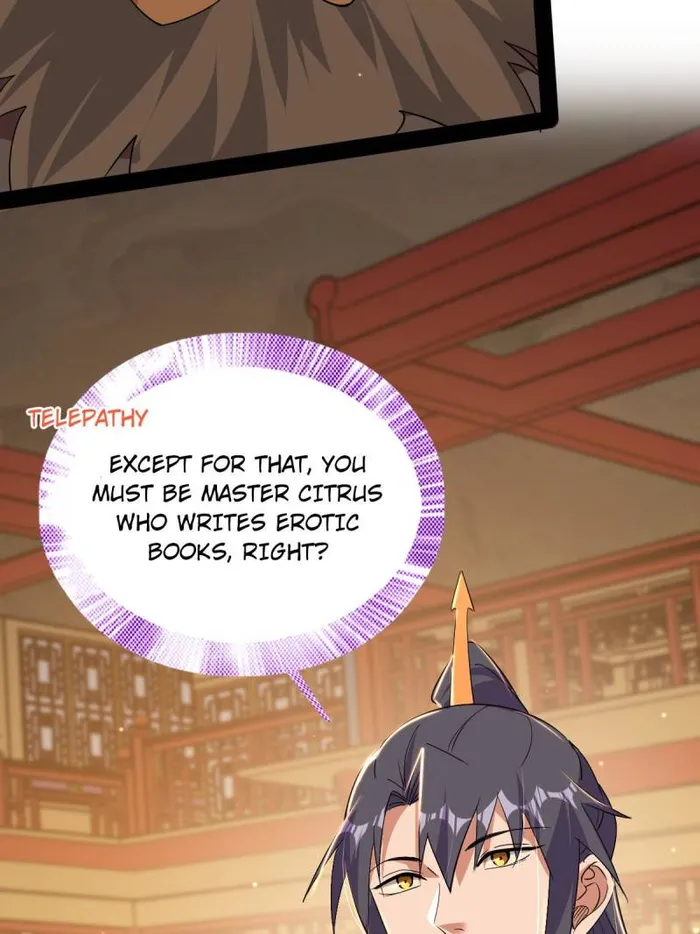 TELEPATHY
EXCEPT FOR THAT, YOU
MUST BE MASTER CITRUS
WHO WRITES EROTIC
BOOKS, RIGHT?